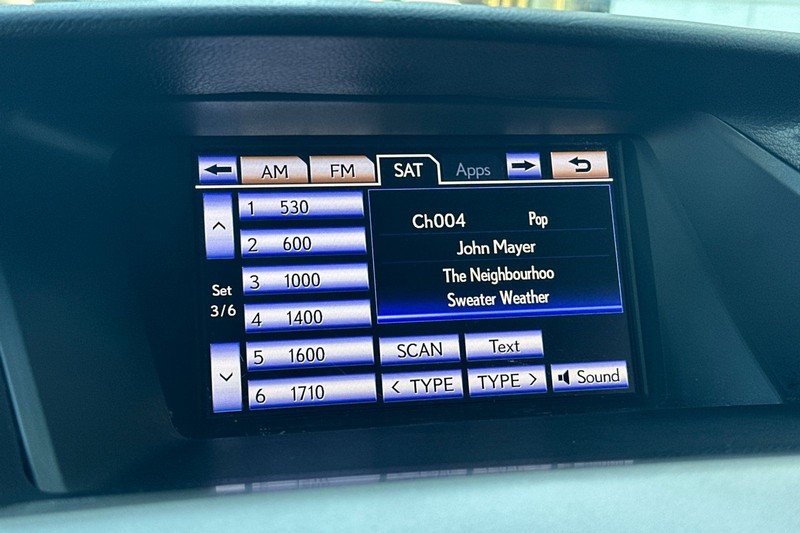 AM FM SAT Apps
1 530
2 600
3 1000
4 1400
5 1600
6 1710
Set
3/6
Ch004 Pop
John Mayer
The Neighbourhoo
Sweater Weather
SCAN Text
< TYPE TYPE > Sound